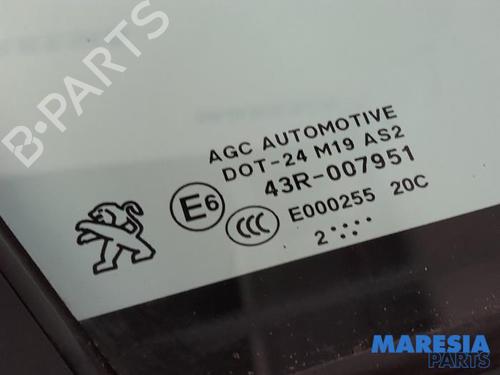 B-PARTS
AGC AUTOMOTIVE
DOT-24 M19 AS2
43R-007951
E6
CCC E000255 20C
2
MARESIA
PARTS